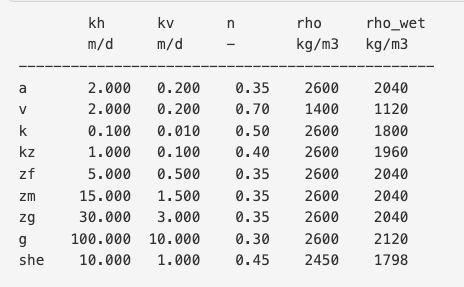 kh kv n rho rho_wet
m/d m/d – kg/m3 kg/m3
-------------------------------------------------
a 2.000 0.200 0.35 2600 2040
v 2.000 0.200 0.70 1400 1120
k 0.100 0.010 0.50 2600 1800
kz 1.000 0.100 0.40 2600 1960
zf 5.000 0.500 0.35 2600 2040
zm 15.000 1.500 0.35 2600 2040
zg 30.000 3.000 0.35 2600 2040
g 100.000 10.000 0.30 2600 2120
she 10.000 1.000 0.45 2450 1798